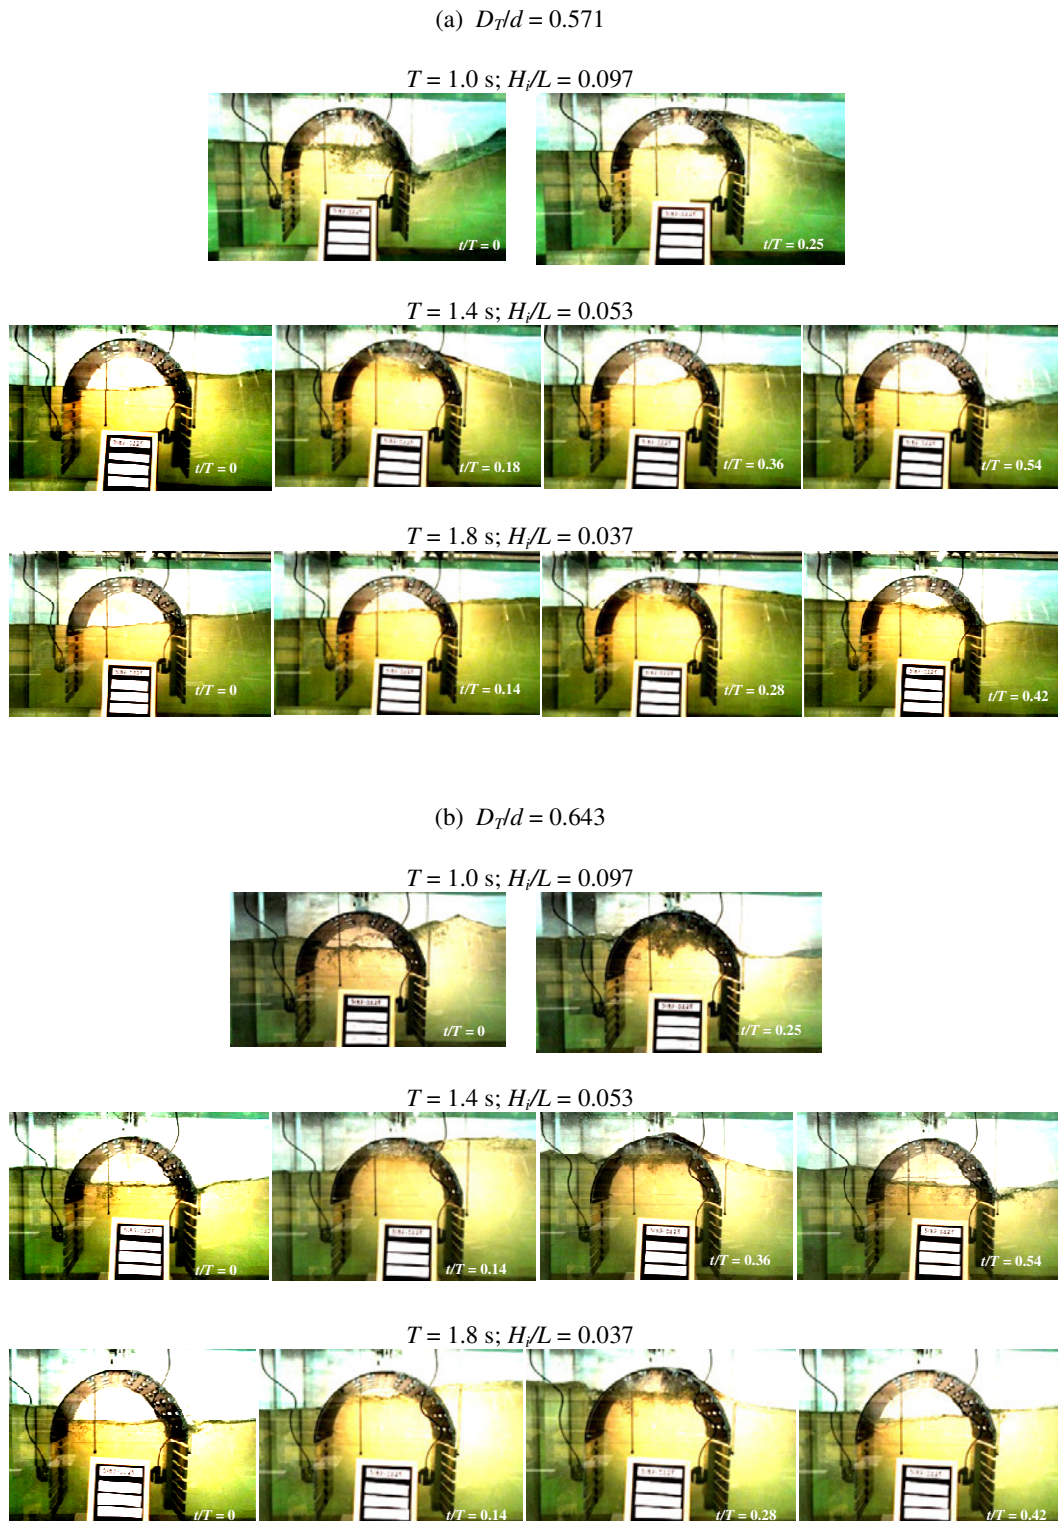 (a) D_T/d = 0.571
T = 1.0 s; H_i/L = 0.097
t/T = 0
t/T = 0.25
T = 1.4 s; H_i/L = 0.053
t/T = 0
t/T = 0.18
t/T = 0.36
t/T = 0.54
T = 1.8 s; H_i/L = 0.037
t/T = 0
t/T = 0.14
t/T = 0.28
t/T = 0.42
(b) D_T/d = 0.643
T = 1.0 s; H_i/L = 0.097
t/T = 0
t/T = 0.25
T = 1.4 s; H_i/L = 0.053
t/T = 0
t/T = 0.14
t/T = 0.36
t/T = 0.54
T = 1.8 s; H_i/L = 0.037
t/T = 0
t/T = 0.14
t/T = 0.28
t/T = 0.42